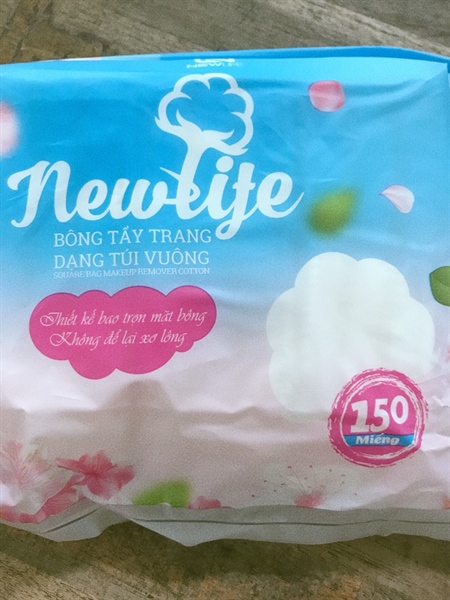 Newlife
BÔNG TẨY TRANG
DẠNG TÚI VUÔNG
SQUARE BAG MAKEUP REMOVER COTTON
Thiết kế bao trọn mặt bông
Không để lại xơ lông
150
Miếng